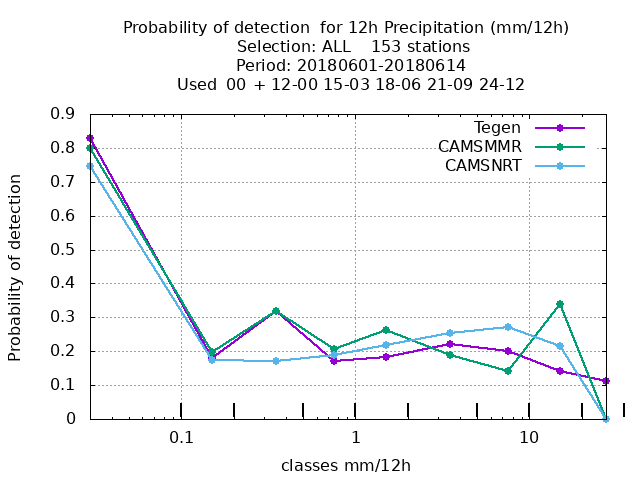 Probability of detection  for 12h Precipitation (mm/12h)
Selection: ALL    153 stations
Period: 20180601-20180614
Used  00 + 12-00 15-03 18-06 21-09 24-12
Tegen
CAMSMMR
CAMSNRT
0.9
0.8
0.7
0.6
0.5
0.4
0.3
0.2
0.1
0
Probability of detection
0.1 1 10
classes mm/12h